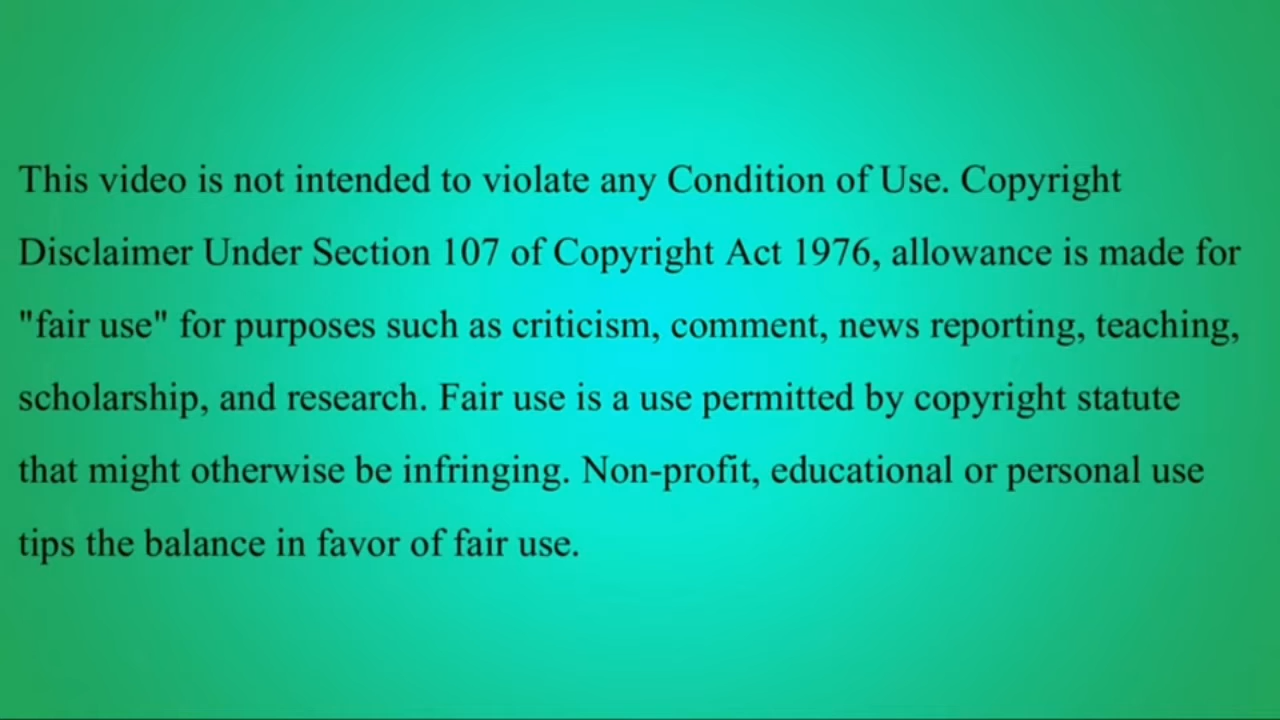 This video is not intended to violate any Condition of Use. Copyright
Disclaimer Under Section 107 of Copyright Act 1976, allowance is made for
"fair use" for purposes such as criticism, comment, news reporting, teaching,
scholarship, and research. Fair use is a use permitted by copyright statute
that might otherwise be infringing. Non-profit, educational or personal use
tips the balance in favor of fair use.